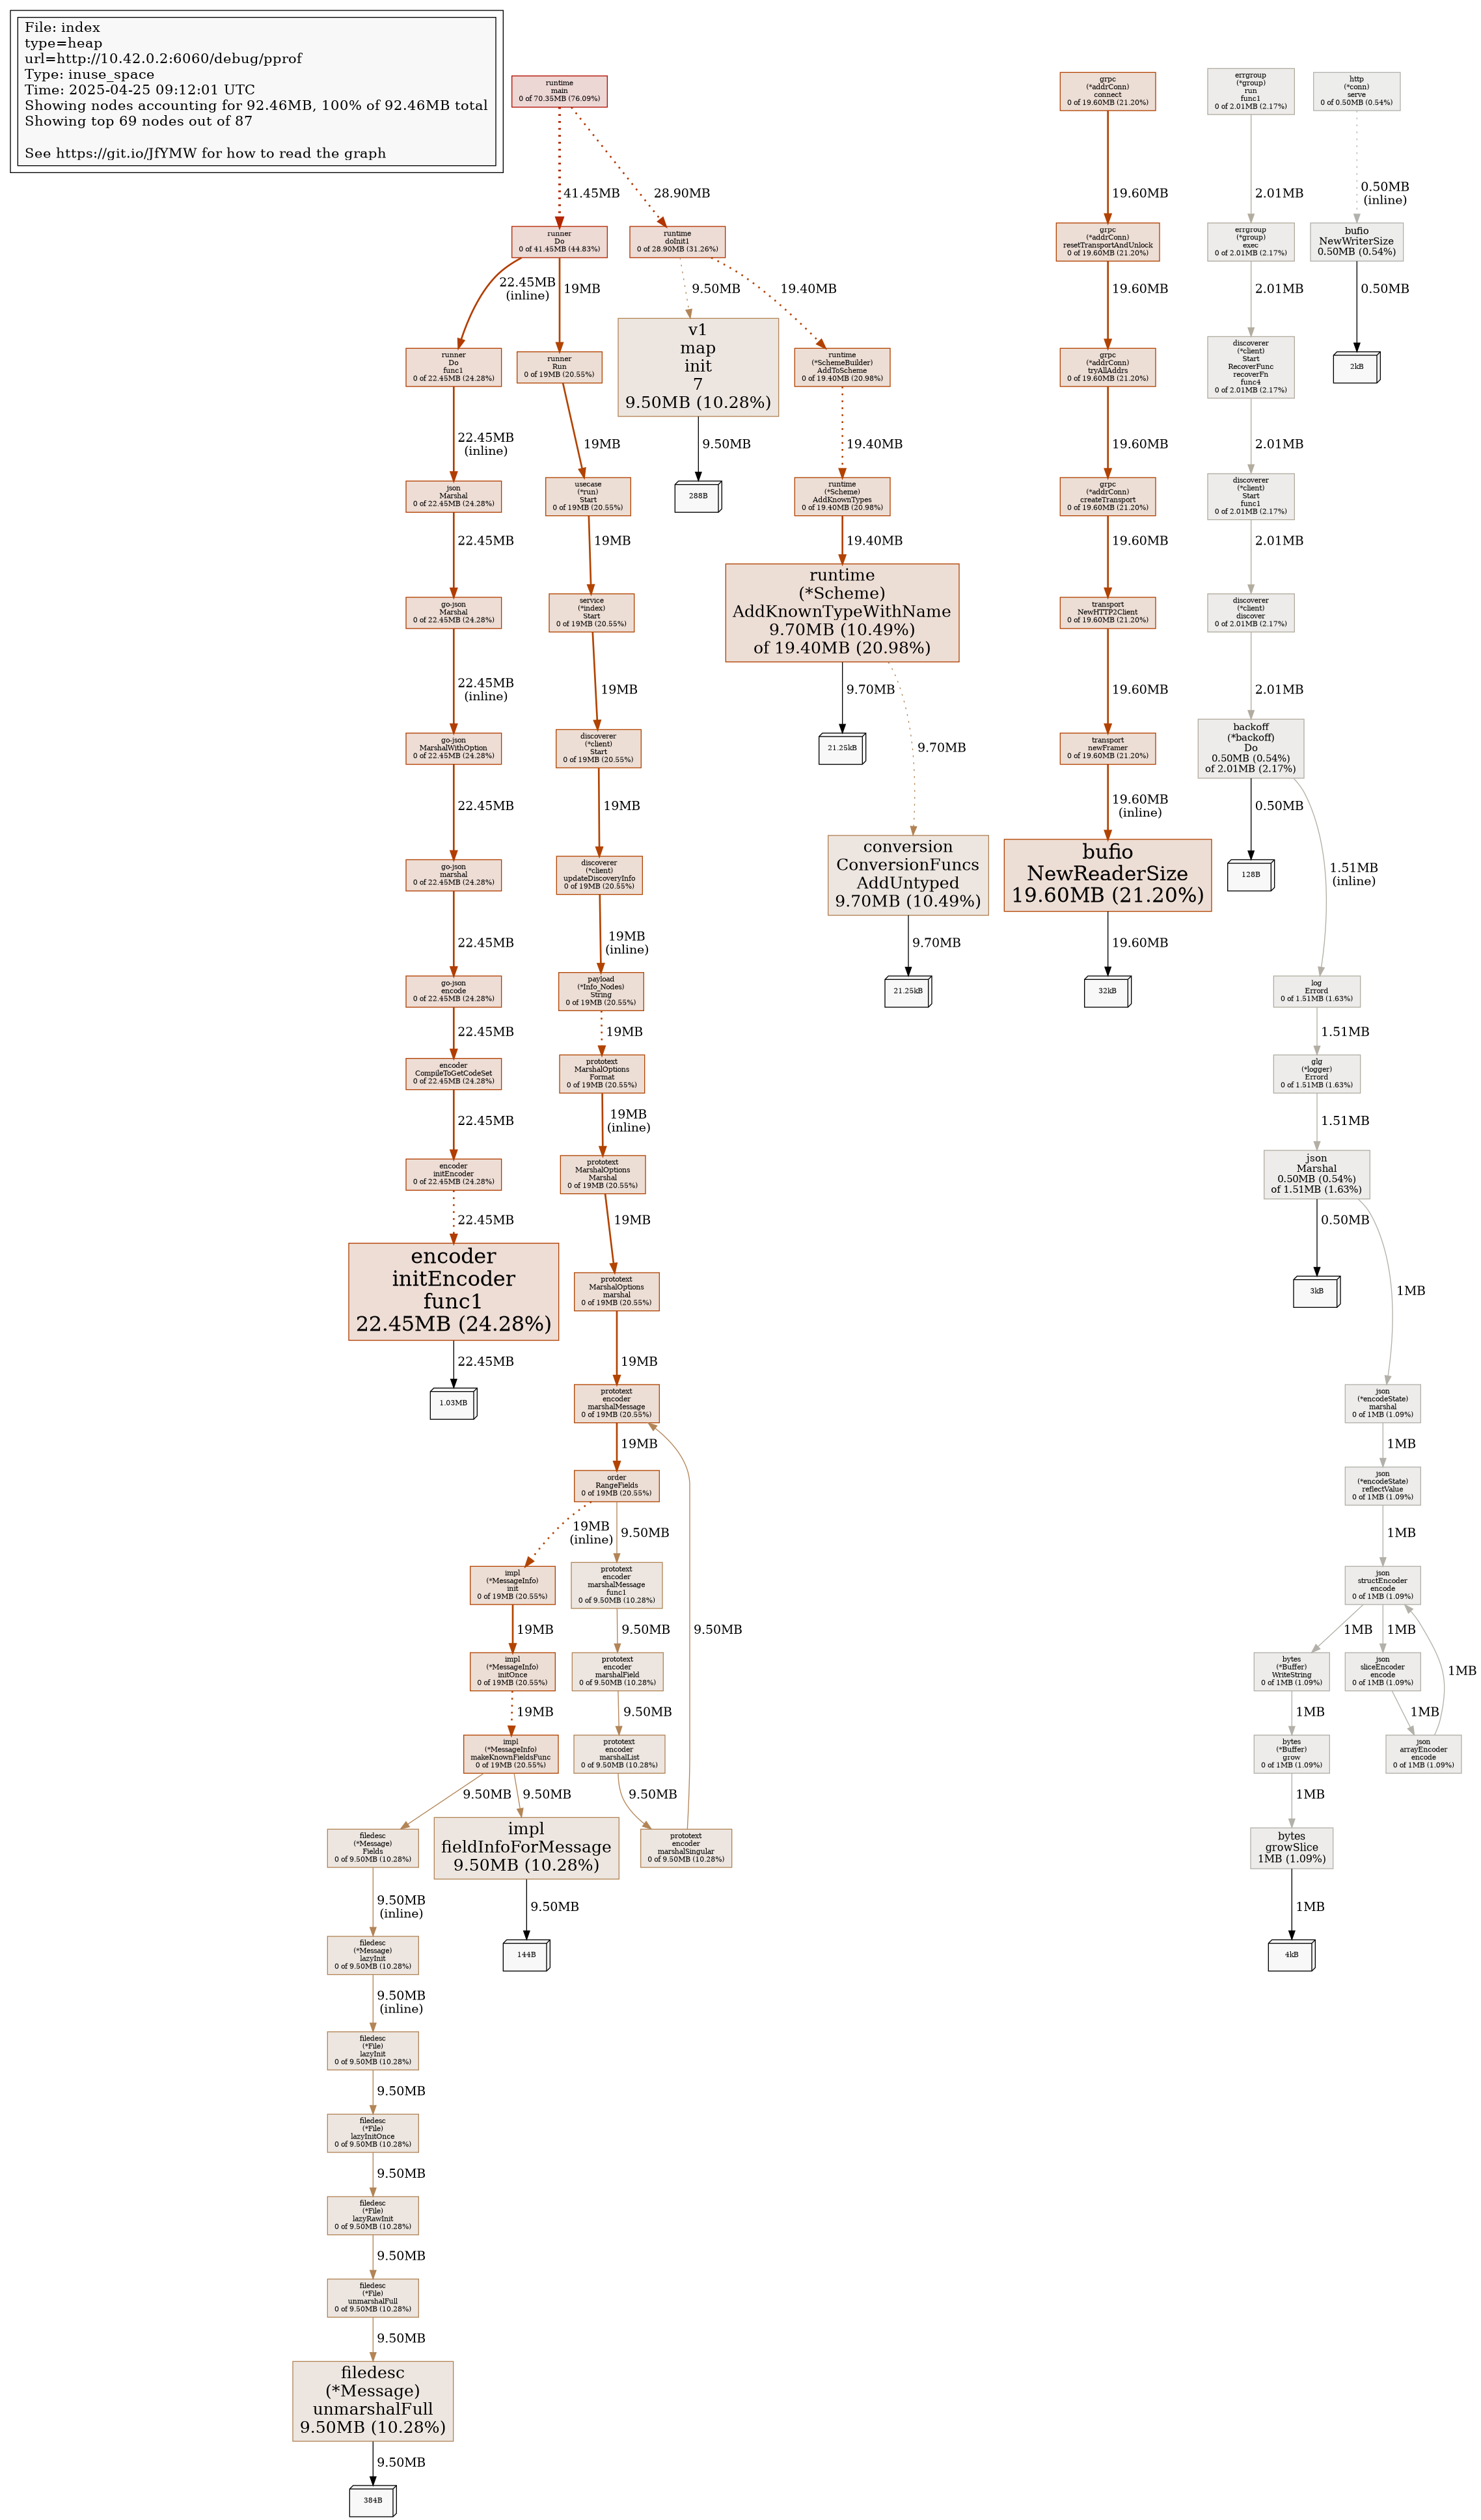 File: index
type=heap
url=http://10.42.0.2:6060/debug/pprof
Type: inuse_space
Time: 2025-04-25 09:12:01 UTC
Showing nodes accounting for 92.46MB, 100% of 92.46MB total
Showing top 69 nodes out of 87
See https://git.io/JfYMW for how to read the graph
runtime
main
0 of 70.35MB (76.09%)
grpc
(*addrConn)
connect
0 of 19.60MB (21.20%)
errgroup
(*group)
run
func1
0 of 2.01MB (2.17%)
http
(*conn)
serve
0 of 0.50MB (0.54%)
41.45MB
28.90MB
19.60MB
2.01MB
0.50MB
(inline)
runner
Do
0 of 41.45MB (44.83%)
runtime
doInit1
0 of 28.90MB (31.26%)
grpc
(*addrConn)
resetTransportAndUnlock
0 of 19.60MB (21.20%)
errgroup
(*group)
exec
0 of 2.01MB (2.17%)
bufio
NewWriterSize
0.50MB (0.54%)
22.45MB
(inline)
19MB
9.50MB
19.40MB
19.60MB
2.01MB
0.50MB
runner
Do
func1
0 of 22.45MB (24.28%)
runner
Run
0 of 19MB (20.55%)
v1
map
init
7
9.50MB (10.28%)
runtime
(*SchemeBuilder)
AddToScheme
0 of 19.40MB (20.98%)
grpc
(*addrConn)
tryAllAddrs
0 of 19.60MB (21.20%)
discoverer
(*client)
Start
RecoverFunc
recoverFn
func4
0 of 2.01MB (2.17%)
2kB
22.45MB
(inline)
19MB
9.50MB
19.40MB
19.60MB
2.01MB
json
Marshal
0 of 22.45MB (24.28%)
usecase
(*run)
Start
0 of 19MB (20.55%)
288B
runtime
(*Scheme)
AddKnownTypes
0 of 19.40MB (20.98%)
grpc
(*addrConn)
createTransport
0 of 19.60MB (21.20%)
discoverer
(*client)
Start
func1
0 of 2.01MB (2.17%)
22.45MB
19MB
19.40MB
19.60MB
2.01MB
go-json
Marshal
0 of 22.45MB (24.28%)
service
(*index)
Start
0 of 19MB (20.55%)
runtime
(*Scheme)
AddKnownTypeWithName
9.70MB (10.49%)
of 19.40MB (20.98%)
transport
NewHTTP2Client
0 of 19.60MB (21.20%)
discoverer
(*client)
discover
0 of 2.01MB (2.17%)
22.45MB
(inline)
19MB
9.70MB
9.70MB
19.60MB
2.01MB
go-json
MarshalWithOption
0 of 22.45MB (24.28%)
discoverer
(*client)
Start
0 of 19MB (20.55%)
21.25kB
transport
newFramer
0 of 19.60MB (21.20%)
backoff
(*backoff)
Do
0.50MB (0.54%)
of 2.01MB (2.17%)
22.45MB
19MB
19.60MB
(inline)
0.50MB
1.51MB
(inline)
go-json
marshal
0 of 22.45MB (24.28%)
discoverer
(*client)
updateDiscoveryInfo
0 of 19MB (20.55%)
conversion
ConversionFuncs
AddUntyped
9.70MB (10.49%)
bufio
NewReaderSize
19.60MB (21.20%)
128B
22.45MB
19MB
(inline)
9.70MB
19.60MB
go-json
encode
0 of 22.45MB (24.28%)
payload
(*Info_Nodes)
String
0 of 19MB (20.55%)
21.25kB
32kB
log
Errord
0 of 1.51MB (1.63%)
22.45MB
19MB
1.51MB
encoder
CompileToGetCodeSet
0 of 22.45MB (24.28%)
prototext
MarshalOptions
Format
0 of 19MB (20.55%)
glg
(*logger)
Errord
0 of 1.51MB (1.63%)
22.45MB
19MB
(inline)
1.51MB
encoder
initEncoder
0 of 22.45MB (24.28%)
prototext
MarshalOptions
Marshal
0 of 19MB (20.55%)
json
Marshal
0.50MB (0.54%)
of 1.51MB (1.63%)
22.45MB
19MB
0.50MB
1MB
encoder
initEncoder
func1
22.45MB (24.28%)
prototext
MarshalOptions
marshal
0 of 19MB (20.55%)
3kB
22.45MB
19MB
1.03MB
prototext
encoder
marshalMessage
0 of 19MB (20.55%)
json
(*encodeState)
marshal
0 of 1MB (1.09%)
19MB
1MB
order
RangeFields
0 of 19MB (20.55%)
json
(*encodeState)
reflectValue
0 of 1MB (1.09%)
19MB
(inline)
9.50MB
1MB
impl
(*MessageInfo)
init
0 of 19MB (20.55%)
prototext
encoder
marshalMessage
func1
0 of 9.50MB (10.28%)
json
structEncoder
encode
0 of 1MB (1.09%)
19MB
9.50MB
9.50MB
1MB
1MB
1MB
impl
(*MessageInfo)
initOnce
0 of 19MB (20.55%)
prototext
encoder
marshalField
0 of 9.50MB (10.28%)
bytes
(*Buffer)
WriteString
0 of 1MB (1.09%)
json
sliceEncoder
encode
0 of 1MB (1.09%)
19MB
9.50MB
1MB
1MB
impl
(*MessageInfo)
makeKnownFieldsFunc
0 of 19MB (20.55%)
prototext
encoder
marshalList
0 of 9.50MB (10.28%)
bytes
(*Buffer)
grow
0 of 1MB (1.09%)
json
arrayEncoder
encode
0 of 1MB (1.09%)
9.50MB
9.50MB
9.50MB
1MB
filedesc
(*Message)
Fields
0 of 9.50MB (10.28%)
impl
fieldInfoForMessage
9.50MB (10.28%)
prototext
encoder
marshalSingular
0 of 9.50MB (10.28%)
bytes
growSlice
1MB (1.09%)
9.50MB
(inline)
9.50MB
1MB
filedesc
(*Message)
lazyInit
0 of 9.50MB (10.28%)
144B
4kB
9.50MB
(inline)
filedesc
(*File)
lazyInit
0 of 9.50MB (10.28%)
9.50MB
filedesc
(*File)
lazyInitOnce
0 of 9.50MB (10.28%)
9.50MB
filedesc
(*File)
lazyRawInit
0 of 9.50MB (10.28%)
9.50MB
filedesc
(*File)
unmarshalFull
0 of 9.50MB (10.28%)
9.50MB
filedesc
(*Message)
unmarshalFull
9.50MB (10.28%)
9.50MB
384B